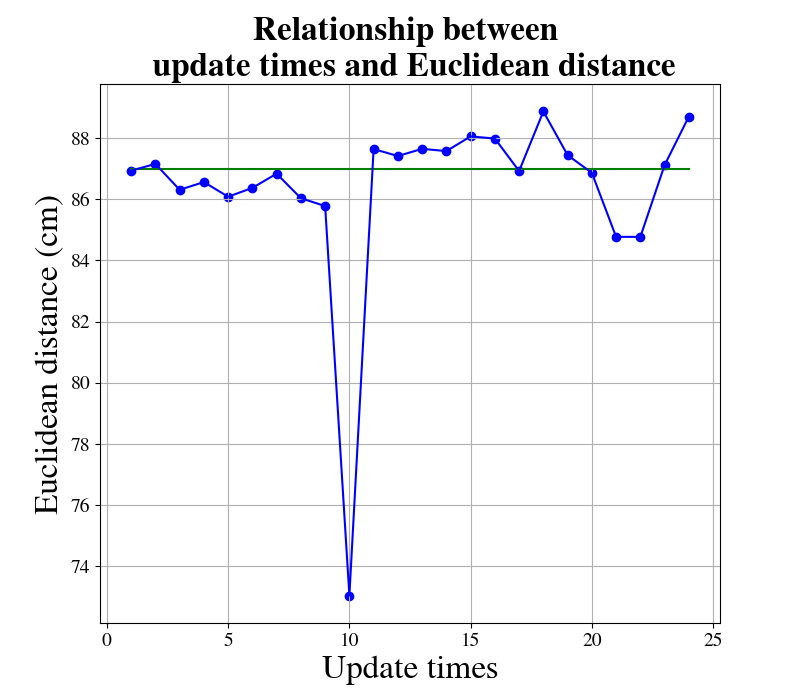 Relationship between
update times and Euclidean distance
Euclidean distance (cm)
88
86
84
82
80
78
76
74
0 5 10 15 20 25
Update times